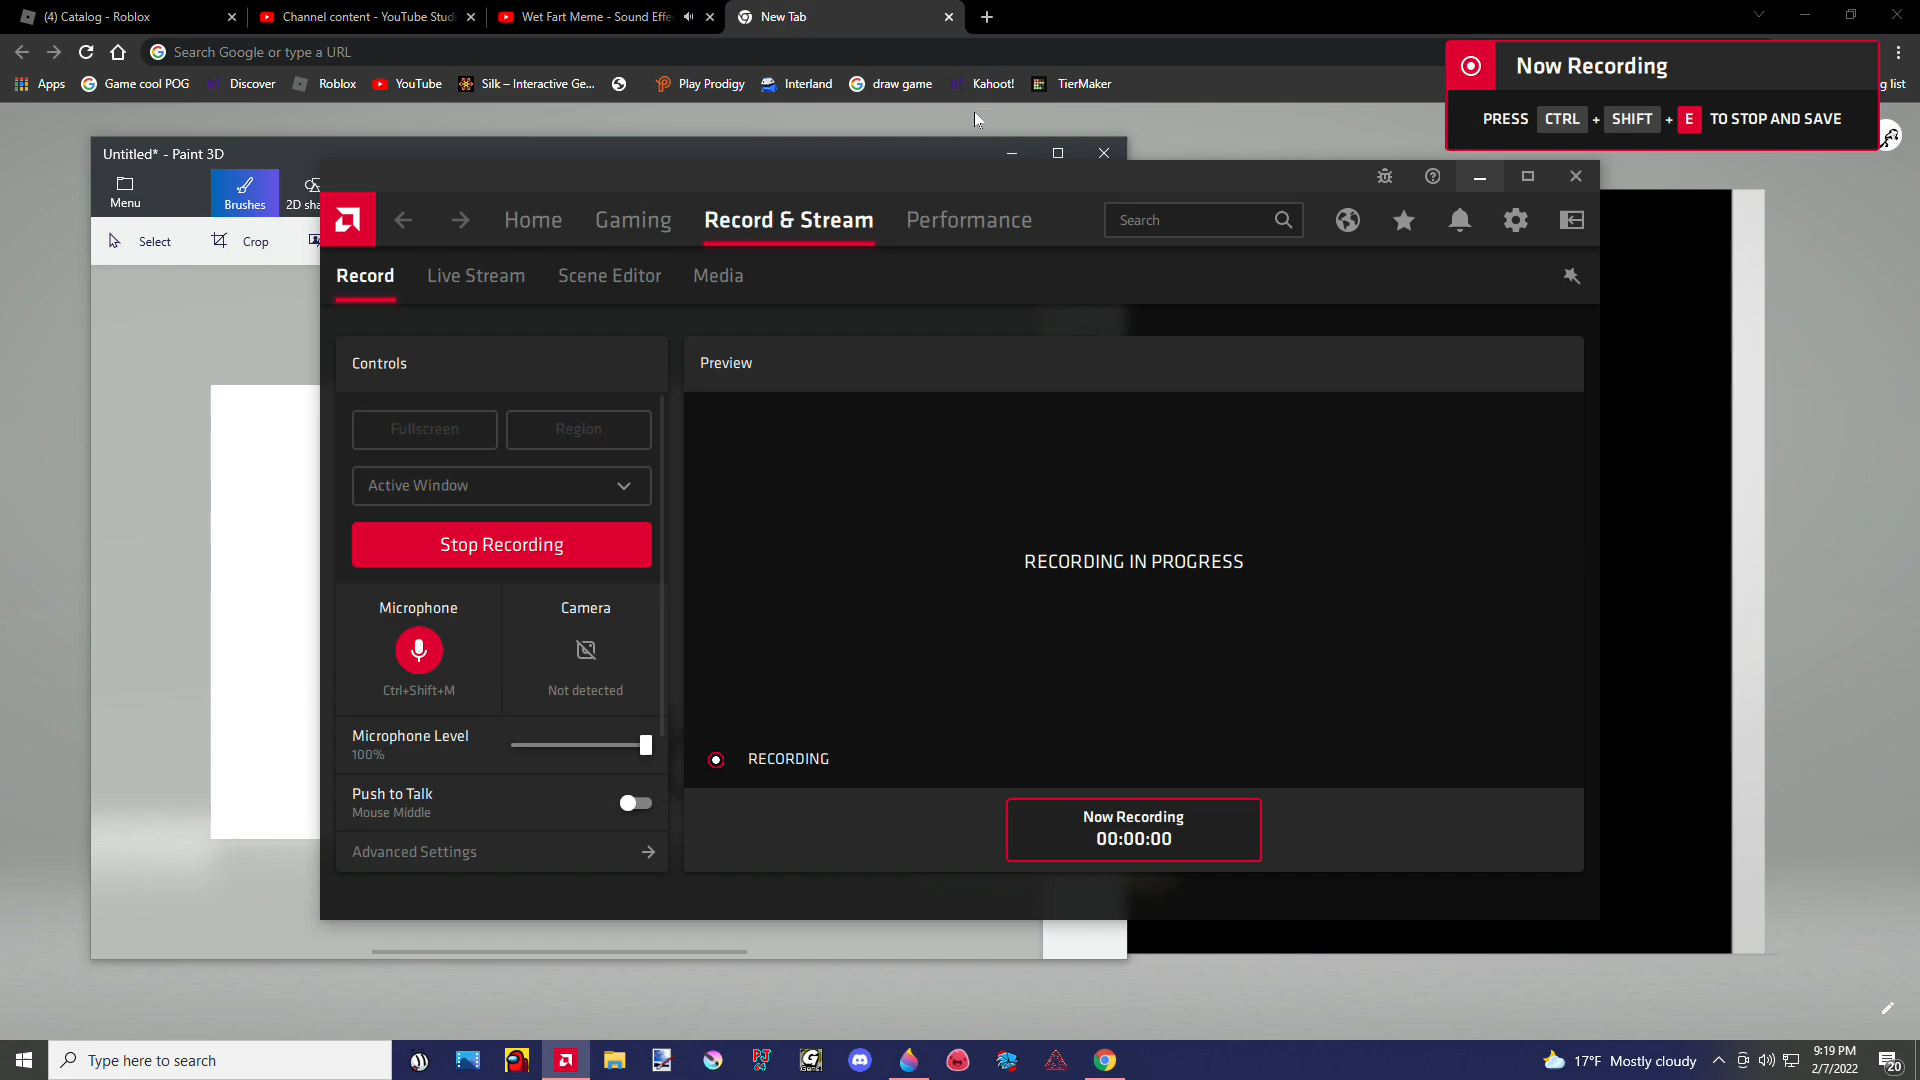 (4) Catalog - Roblox
Channel content - YouTube Studi
Wet Fart Meme - Sound Effe
New Tab
Search Google or type a URL
Apps
Game cool POG
Discover
Roblox
YouTube
Silk – Interactive Ge...
Play Prodigy
Interland
draw game
Kahoot!
TierMaker
g list
Now Recording
PRESS CTRL + SHIFT + E TO STOP AND SAVE
Untitled* - Paint 3D
Menu
Brushes
2D sha
Select
Crop
Home
Gaming
Record & Stream
Performance
Search
Record
Live Stream
Scene Editor
Media
Controls
Preview
Fullscreen
Region
Active Window
Stop Recording
RECORDING IN PROGRESS
Microphone
Camera
Ctrl+Shift+M
Not detected
Microphone Level
100%
RECORDING
Push to Talk
Mouse Middle
Now Recording
00:00:00
Advanced Settings
Type here to search
17°F Mostly cloudy
9:19 PM
2/7/2022
20